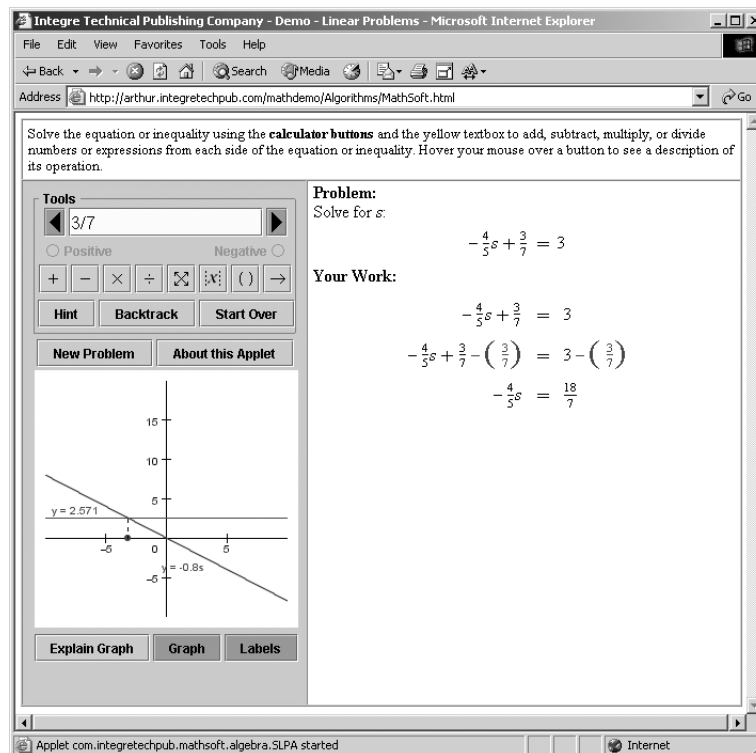 Integre Technical Publishing Company - Demo - Linear Problems - Microsoft Internet Explorer
File Edit View Favorites Tools Help
Back Search Media
Address http://arthur.integretechpub.com/mathdemo/Algorithms/MathSoft.html Go
Solve the equation or inequality using the calculator buttons and the yellow textbox to add, subtract, multiply, or divide
numbers or expressions from each side of the equation or inequality. Hover your mouse over a button to see a description of
its operation.
Tools
3/7
Positive Negative
+ − × ÷ |x| ( ) →
Hint Backtrack Start Over
New Problem About this Applet
15
10
5
y = 2.571
−5 0 5
y = -0.8s
−5
Explain Graph Graph Labels
Problem:
Solve for s:
−4/5 s + 3/7 = 3
Your Work:
−4/5 s + 3/7 = 3
−4/5 s + 3/7 − (3/7) = 3 − (3/7)
−4/5 s = 18/7
Applet com.integretechpub.mathsoft.algebra.SLPA started Internet